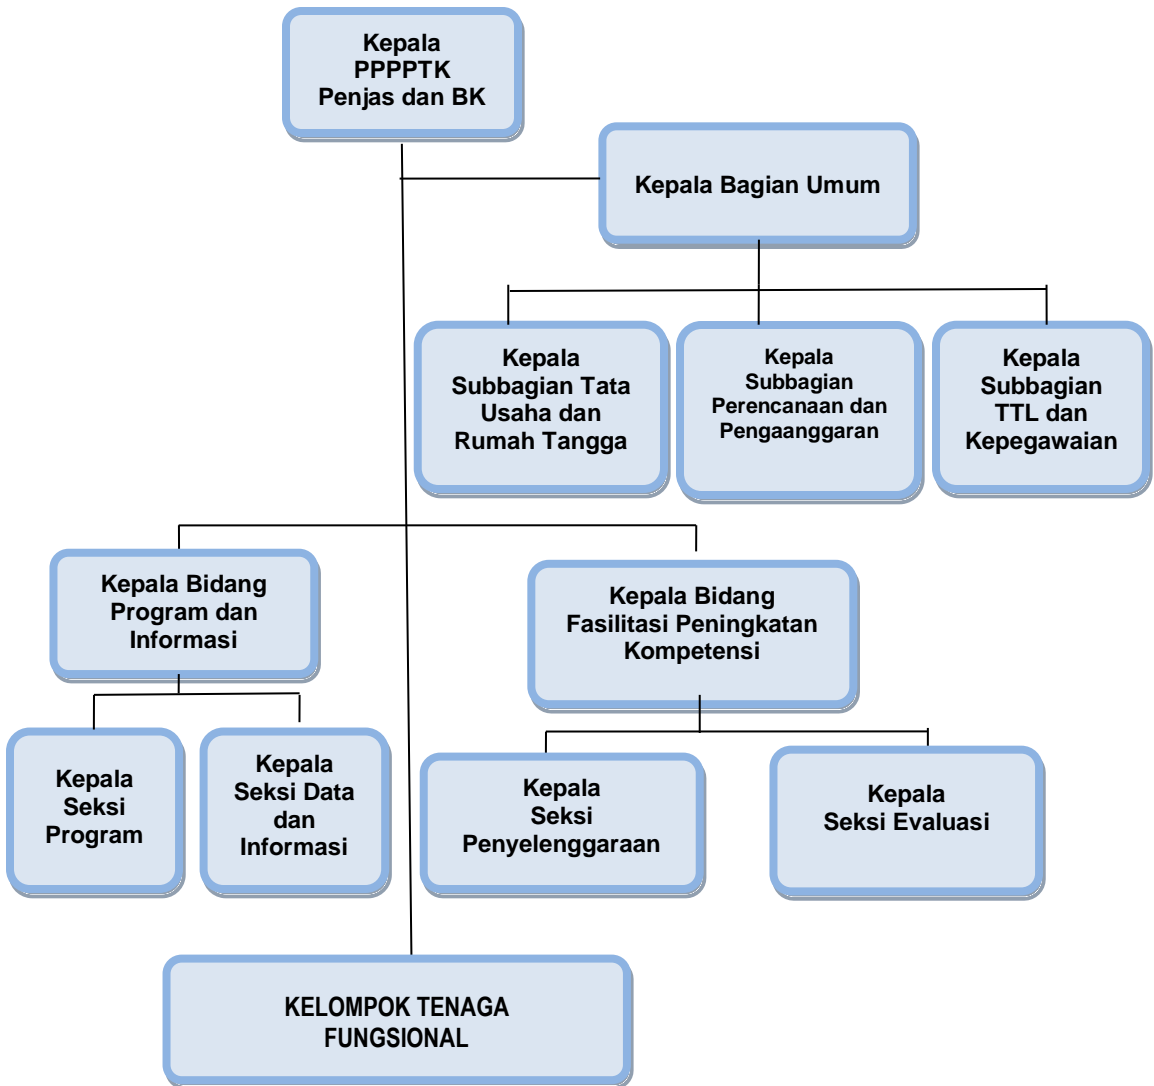 Kepala
PPPPTK
Penjas dan BK
Kepala Bagian Umum
Kepala
Subbagian Tata
Usaha dan
Rumah Tangga
Kepala
Subbagian
Perencanaan dan
Pengaanggaran
Kepala
Subbagian
TTL dan
Kepegawaian
Kepala Bidang
Program dan
Informasi
Kepala Bidang
Fasilitasi Peningkatan
Kompetensi
Kepala
Seksi
Program
Kepala
Seksi Data
dan
Informasi
Kepala
Seksi
Penyelenggaraan
Kepala
Seksi Evaluasi
KELOMPOK TENAGA
FUNGSIONAL